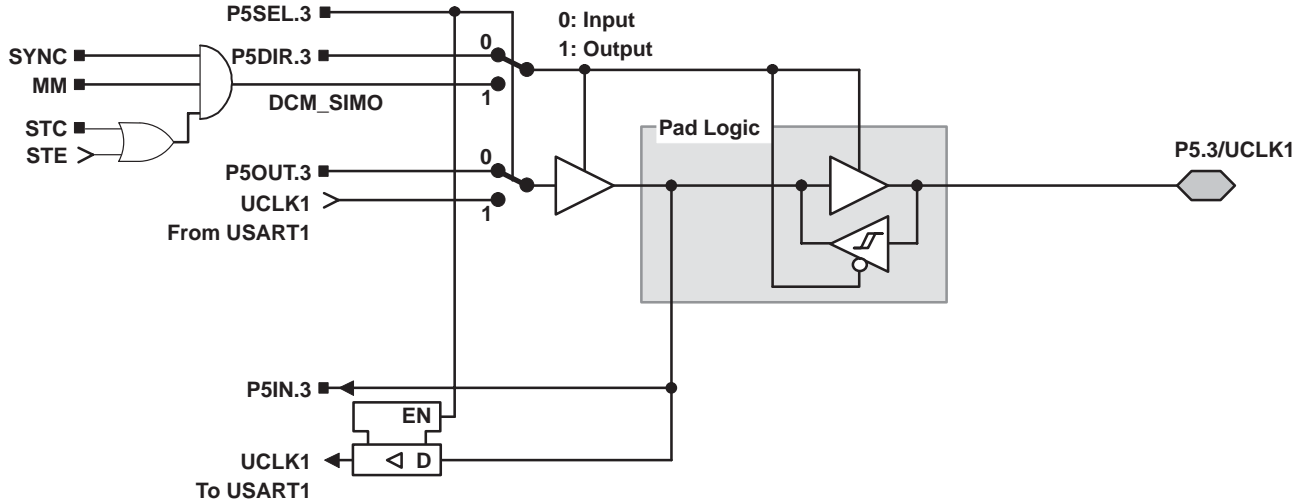 P5SEL.3
0: Input
1: Output
SYNC
P5DIR.3
0
MM
1
DCM_SIMO
STC
STE
Pad Logic
P5OUT.3
0
P5.3/UCLK1
UCLK1
1
From USART1
P5IN.3
EN
UCLK1
D
To USART1